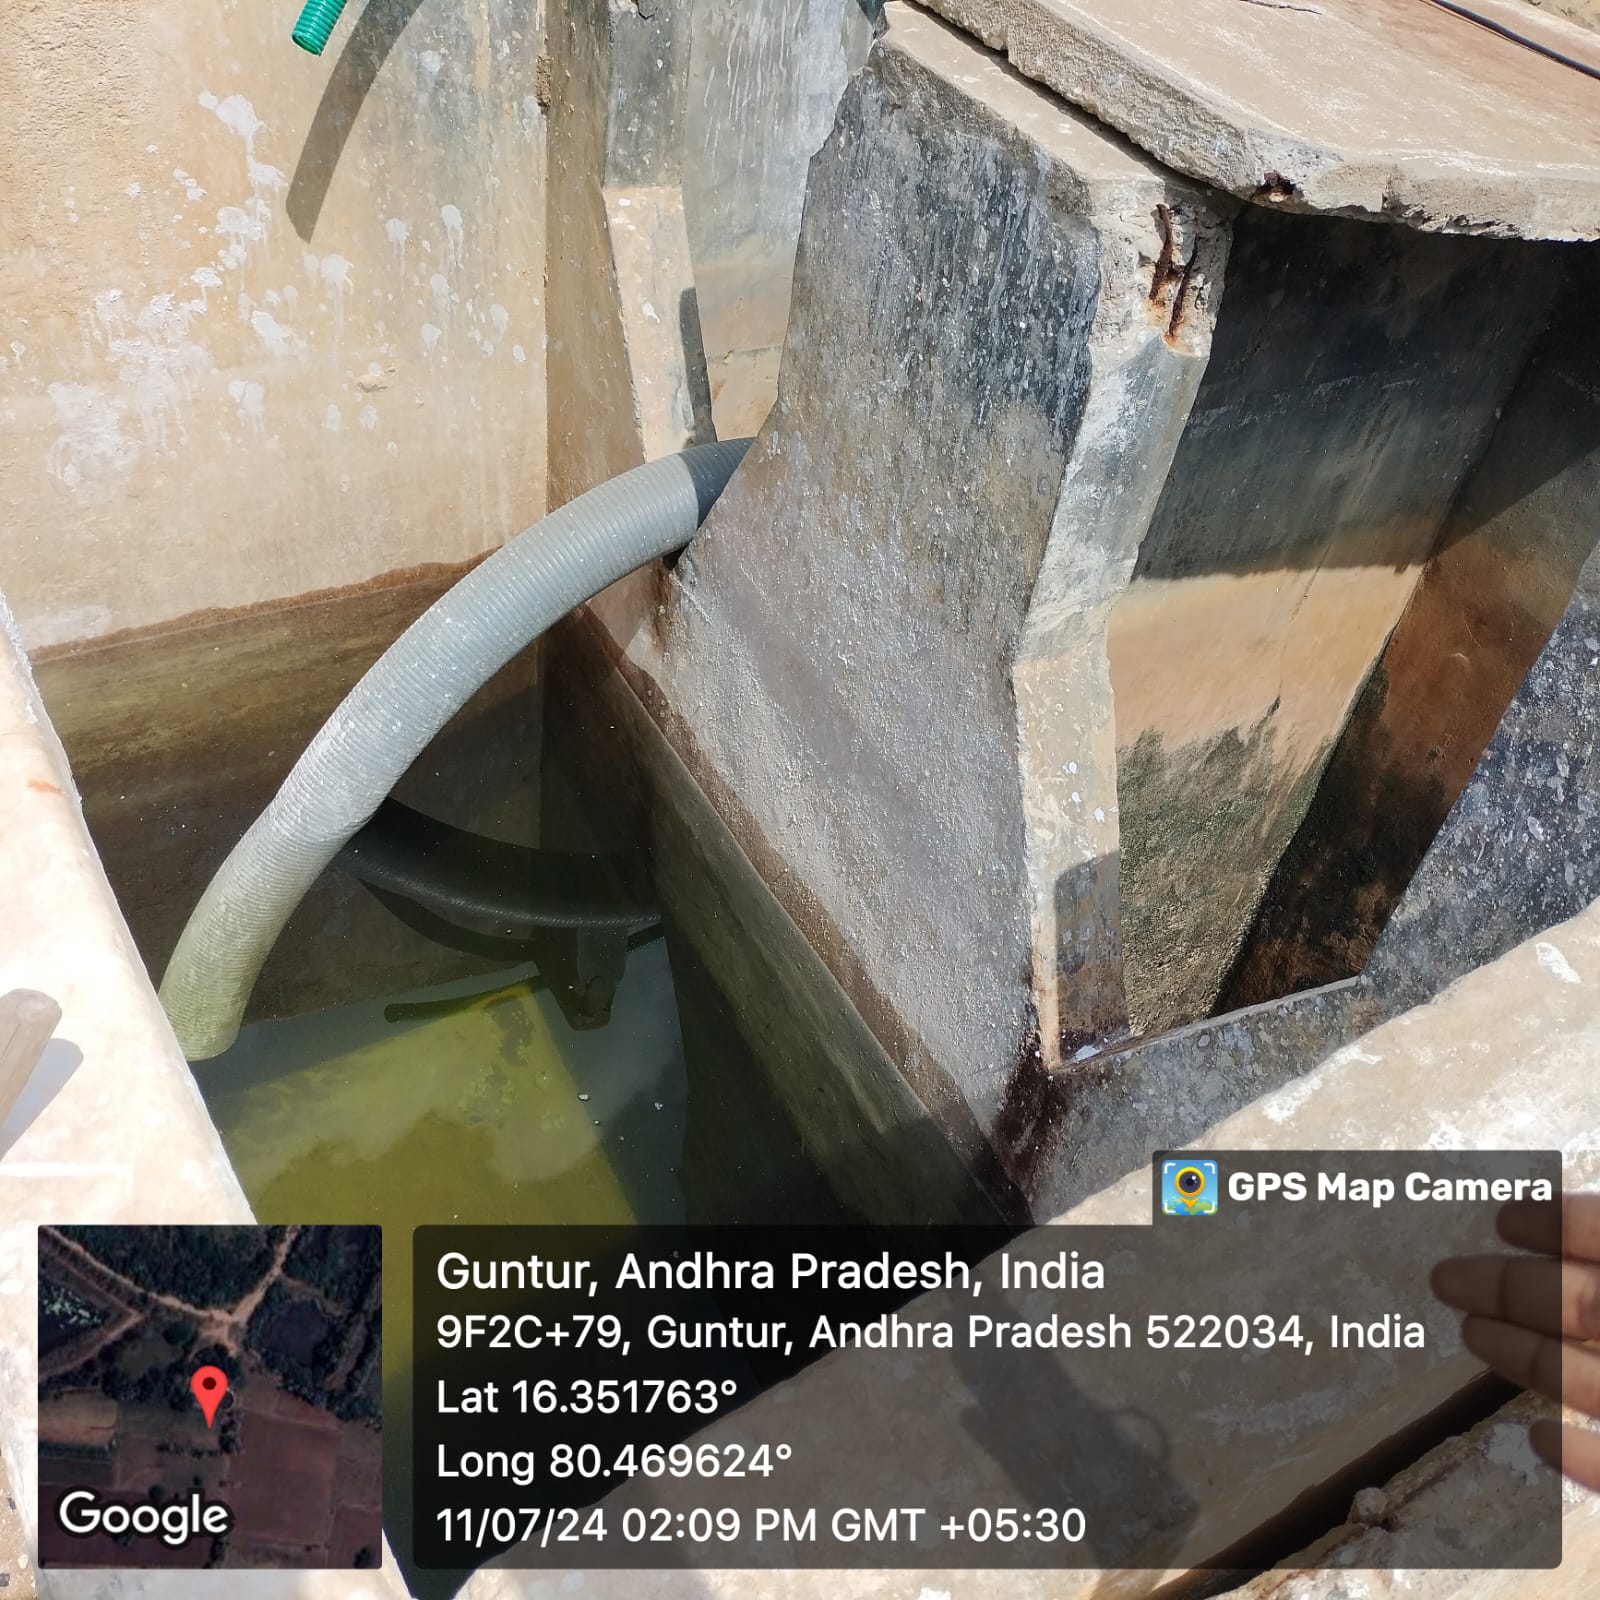 GPS Map Camera
Guntur, Andhra Pradesh, India
9F2C+79, Guntur, Andhra Pradesh 522034, India
Lat 16.351763°
Long 80.469624°
11/07/24 02:09 PM GMT +05:30
Google